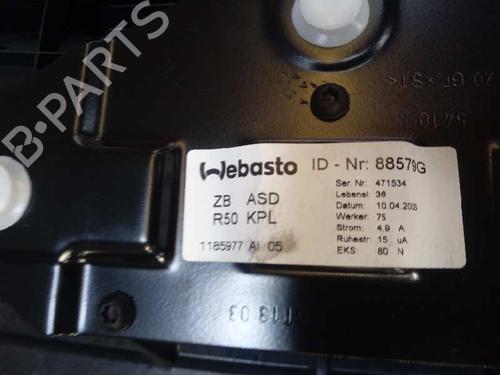 Webasto ID - Nr: 88579G
ZB ASD
R50 KPL
1185977 AI 05
Ser. Nr: 471534
Lebensl: 36
Datum: 10.04.2008
Werker: 75
Strom: 4,9 A
Ruhestr: 15 uA
EKS: 80 N
B-PARTS